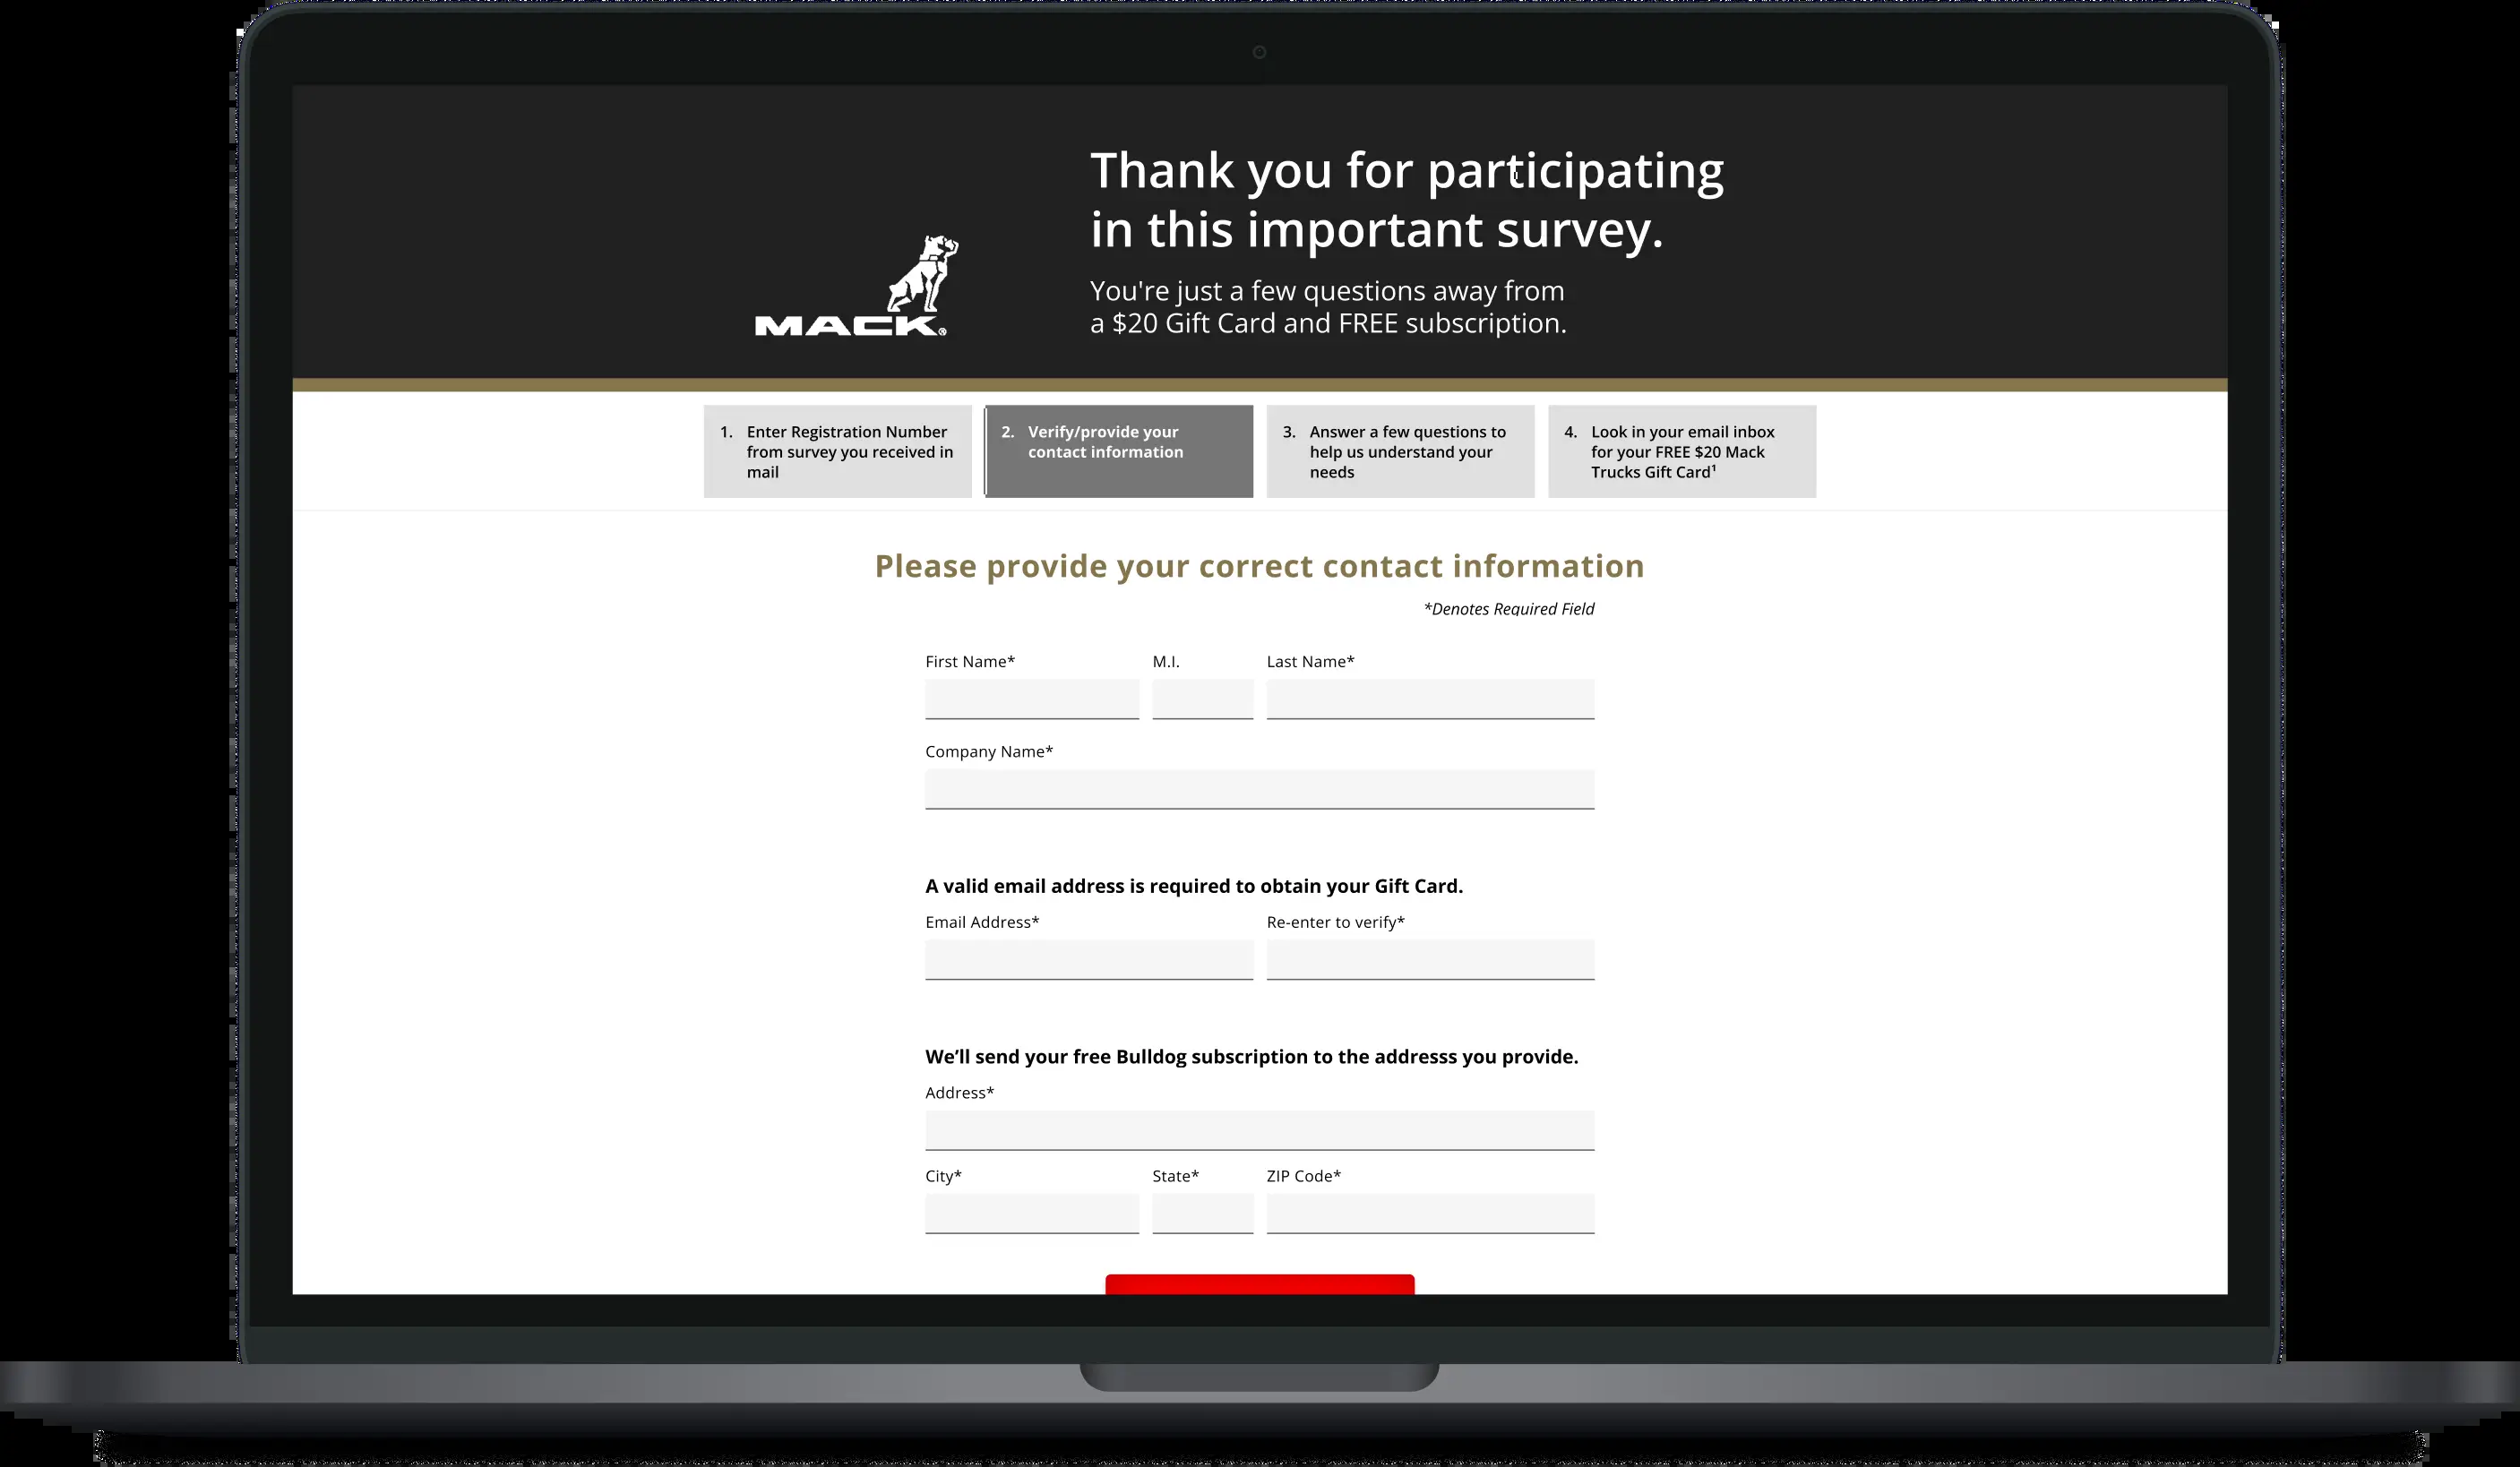 Thank you for participating
in this important survey.
You're just a few questions away from
a $20 Gift Card and FREE subscription.
MACK®
1. Enter Registration Number
from survey you received in
mail
2. Verify/provide your
contact information
3. Answer a few questions to
help us understand your
needs
4. Look in your email inbox
for your FREE $20 Mack
Trucks Gift Card¹
Please provide your correct contact information
*Denotes Required Field
First Name* M.I. Last Name*
Company Name*
A valid email address is required to obtain your Gift Card.
Email Address* Re-enter to verify*
We’ll send your free Bulldog subscription to the addresss you provide.
Address*
City* State* ZIP Code*